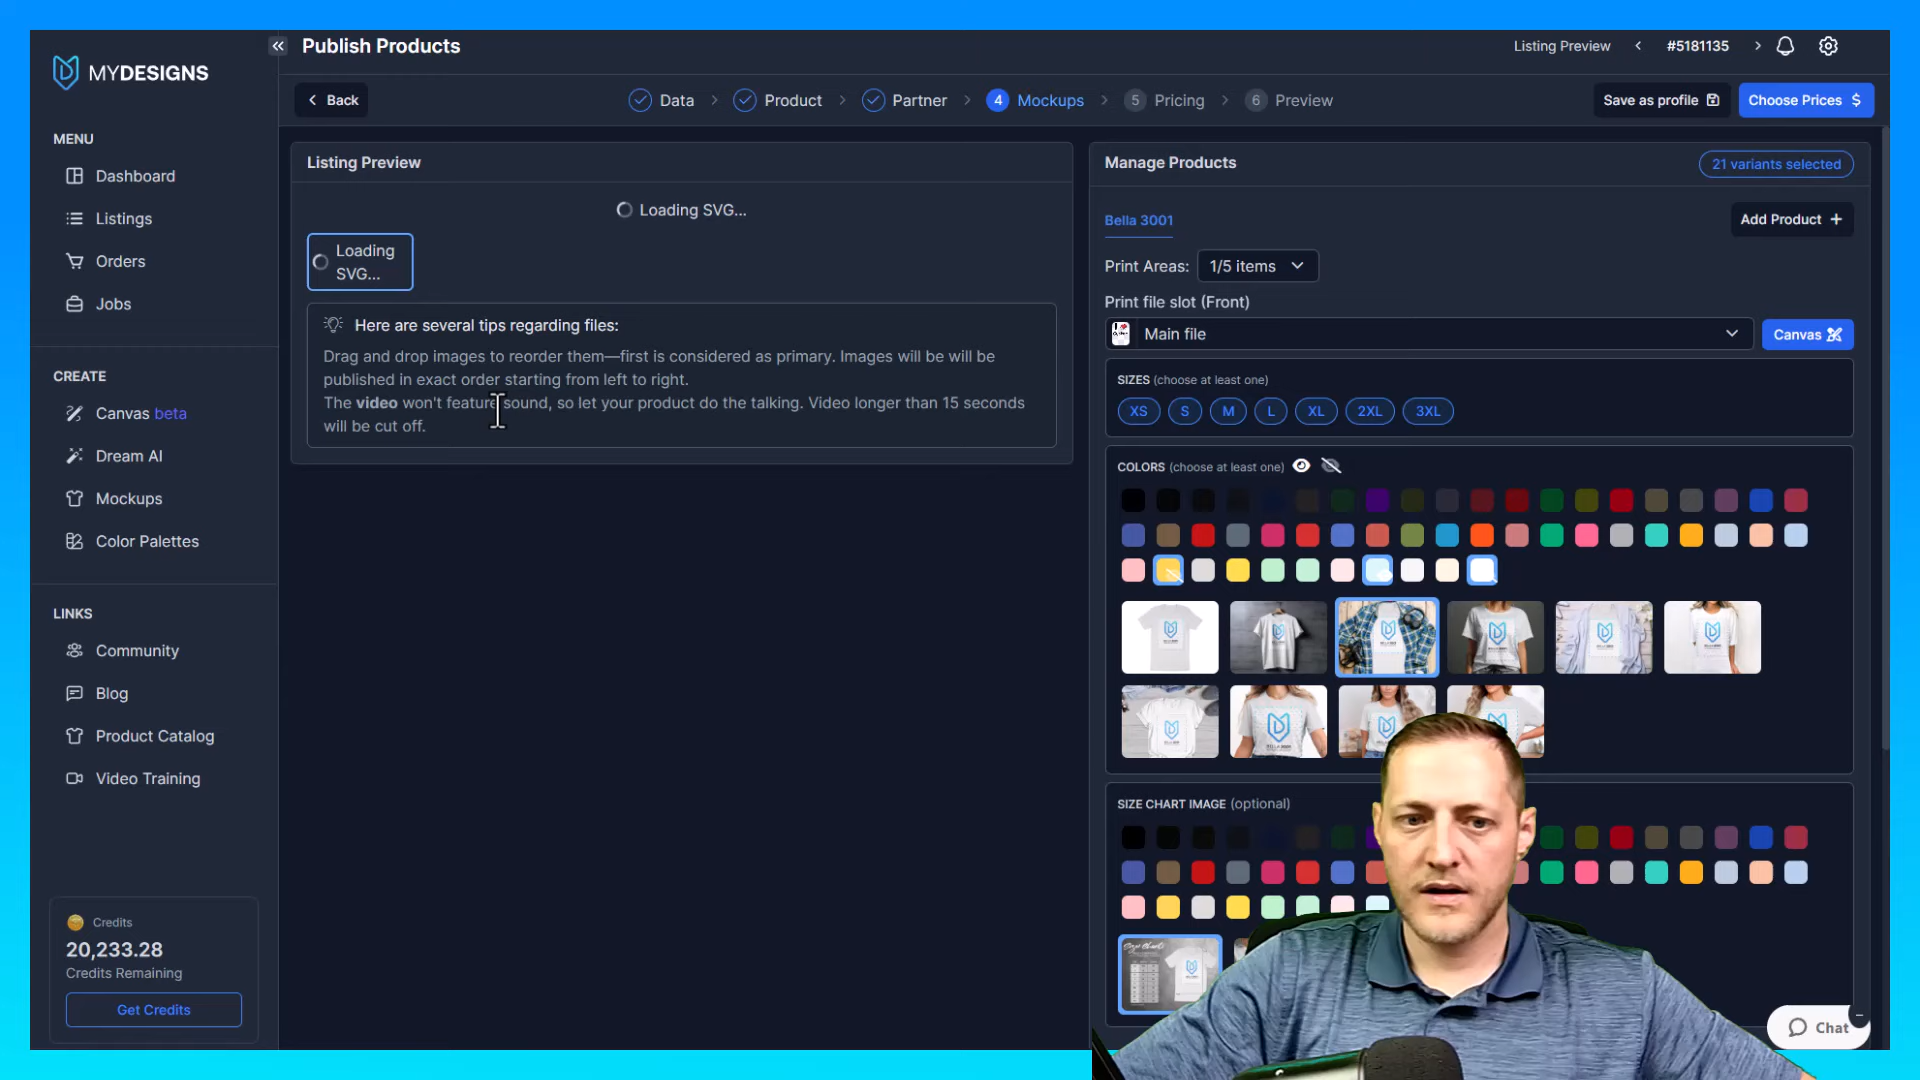 MYDESIGNS
Publish Products
Listing Preview
#5181135
Back
Data
Product
Partner
4 Mockups
5 Pricing
6 Preview
Save as profile
Choose Prices $
MENU
Dashboard
Listings
Orders
Jobs
CREATE
Canvas beta
Dream AI
Mockups
Color Palettes
LINKS
Community
Blog
Product Catalog
Video Training
Credits
20,233.28
Credits Remaining
Get Credits
Listing Preview
Loading SVG...
Loading
SVG...
Here are several tips regarding files:
Drag and drop images to reorder them—first is considered as primary. Images will be will be
published in exact order starting from left to right.
The video won't feature sound, so let your product do the talking. Video longer than 15 seconds
will be cut off.
Manage Products
21 variants selected
Bella 3001
Add Product +
Print Areas: 1/5 items
Print file slot (Front)
Main file
Canvas
SIZES (choose at least one)
XS S M L XL 2XL 3XL
COLORS (choose at least one)
SIZE CHART IMAGE (optional)
Chat